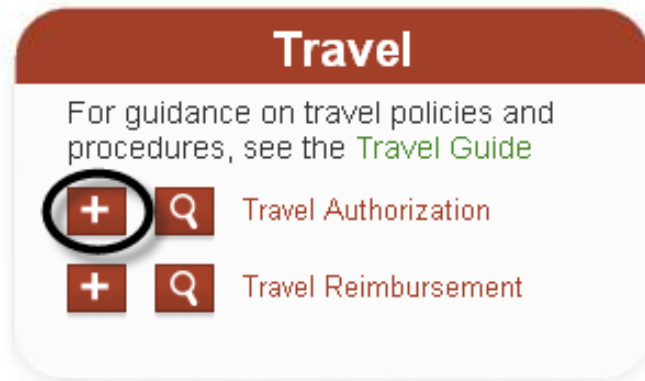 Travel
For guidance on travel policies and
procedures, see the Travel Guide
Travel Authorization
Travel Reimbursement